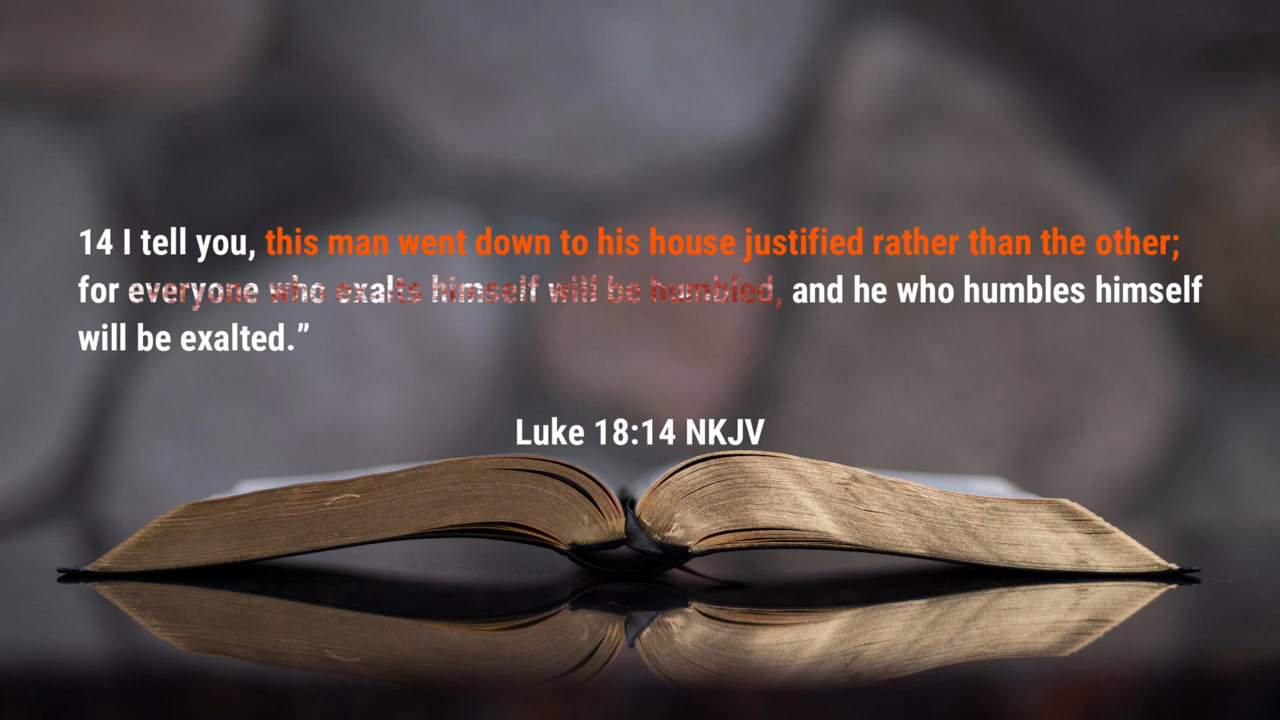 14 I tell you, this man went down to his house justified rather than the other;
for everyone who exalts himself will be humbled, and he who humbles himself
will be exalted.”
Luke 18:14 NKJV